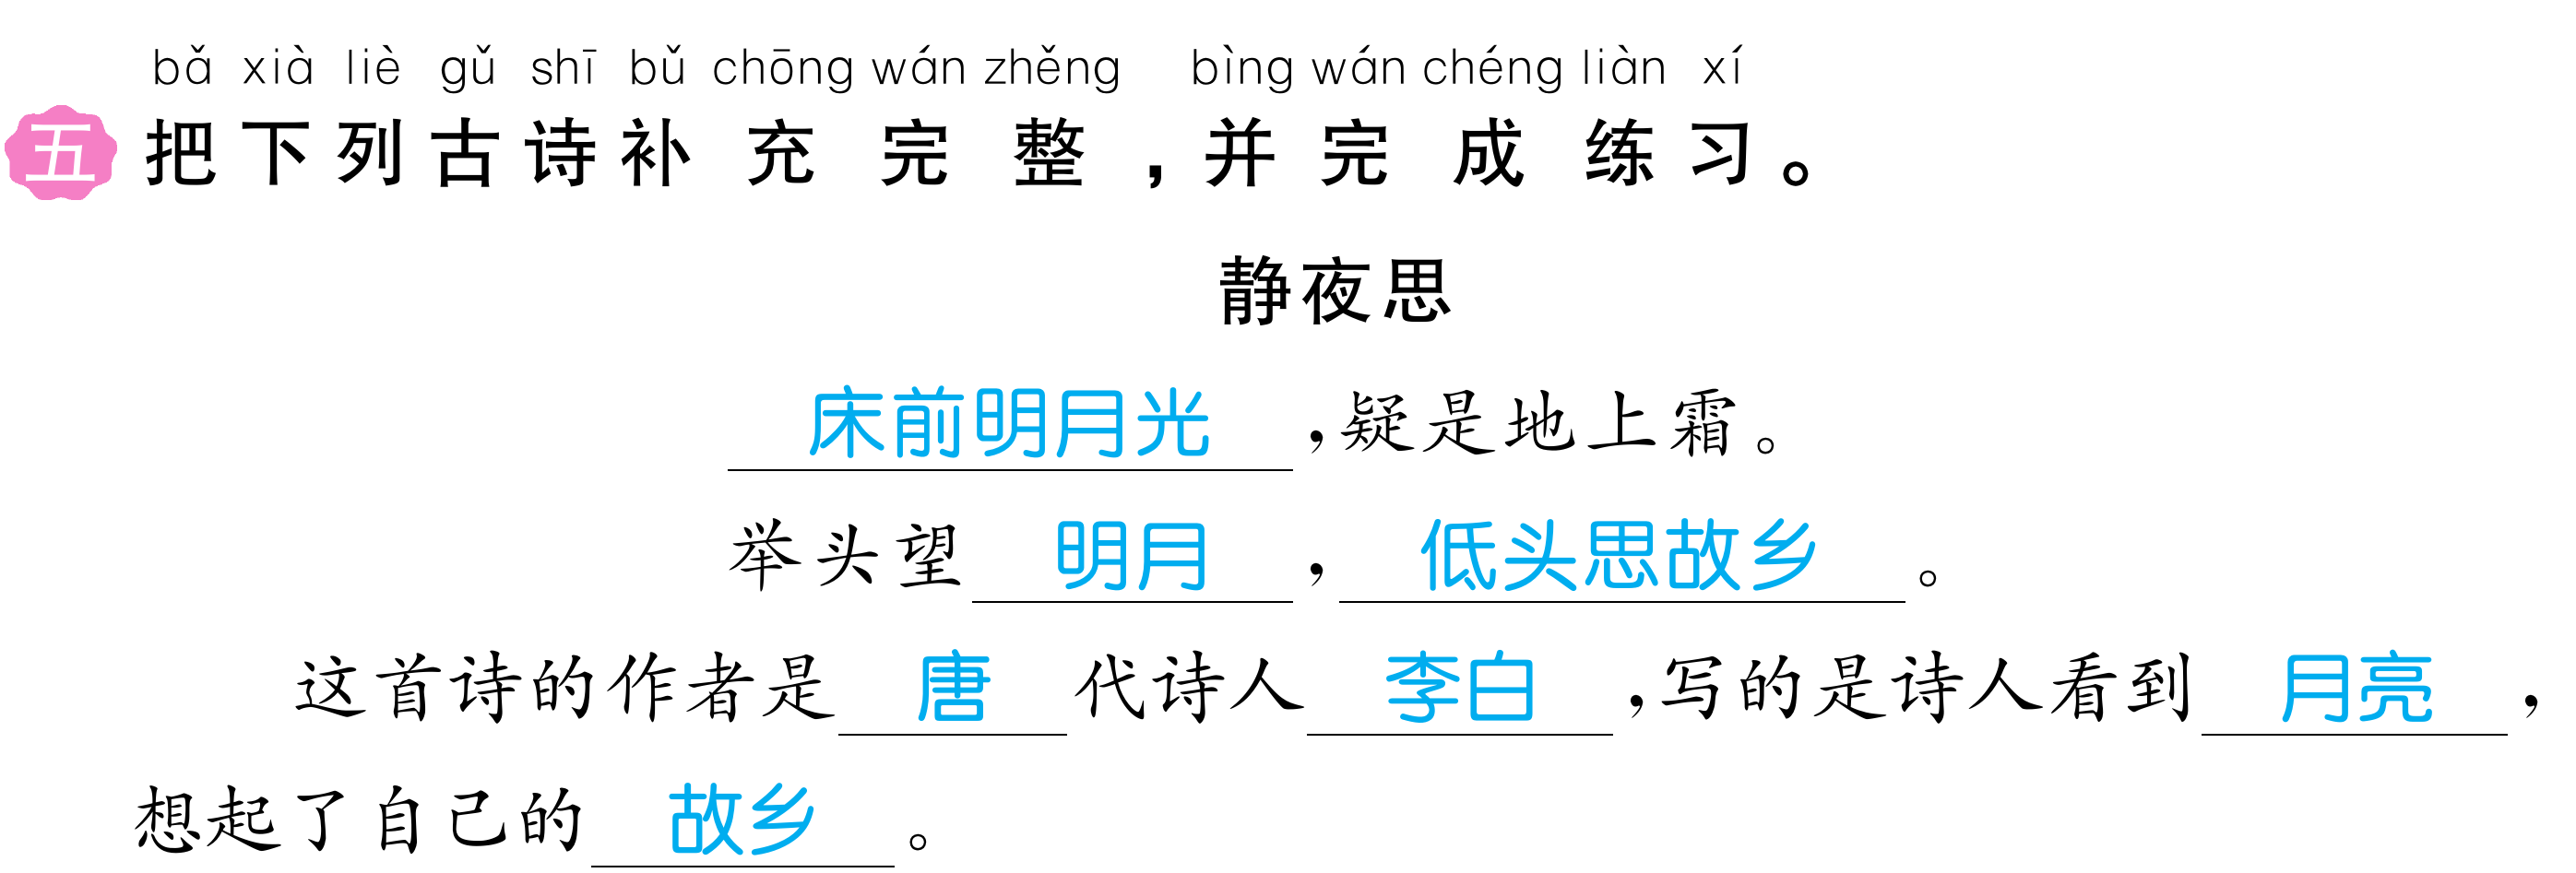 bǎ xià liè gǔ shī bǔ chōng wán zhěng bìng wán chéng liàn xí
五 把下列古诗补充完整,并完成练习。
静夜思
床前明月光,疑是地上霜。
举头望明月,低头思故乡。
这首诗的作者是唐代诗人李白,写的是诗人看到月亮,
想起了自己的故乡。